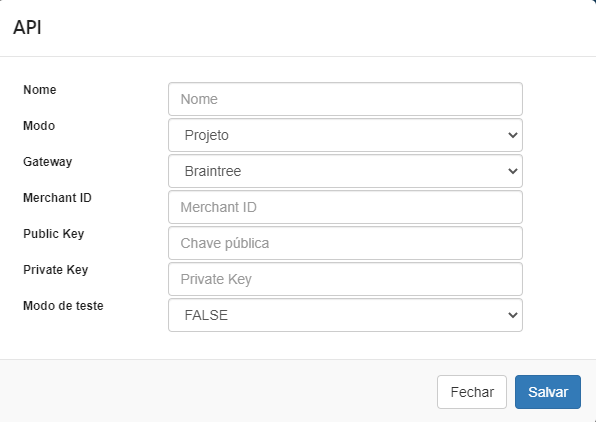 API
Nome
Nome
Modo
Projeto
Gateway
Braintree
Merchant ID
Merchant ID
Public Key
Chave pública
Private Key
Private Key
Modo de teste
FALSE
Fechar
Salvar